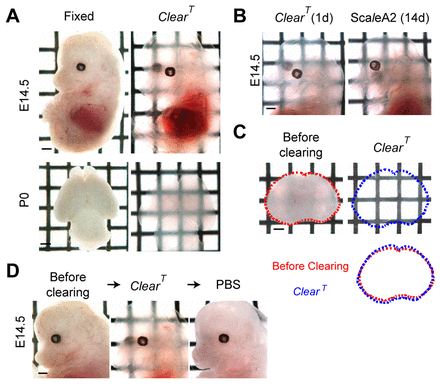 A
Fixed
Clear^T
E14.5
P0
B
Clear^T (1d)
ScaleA2 (14d)
E14.5
C
Before
clearing
Clear^T
Before Clearing
Clear^T
D
Before
clearing
→
Clear^T
→
PBS
E14.5